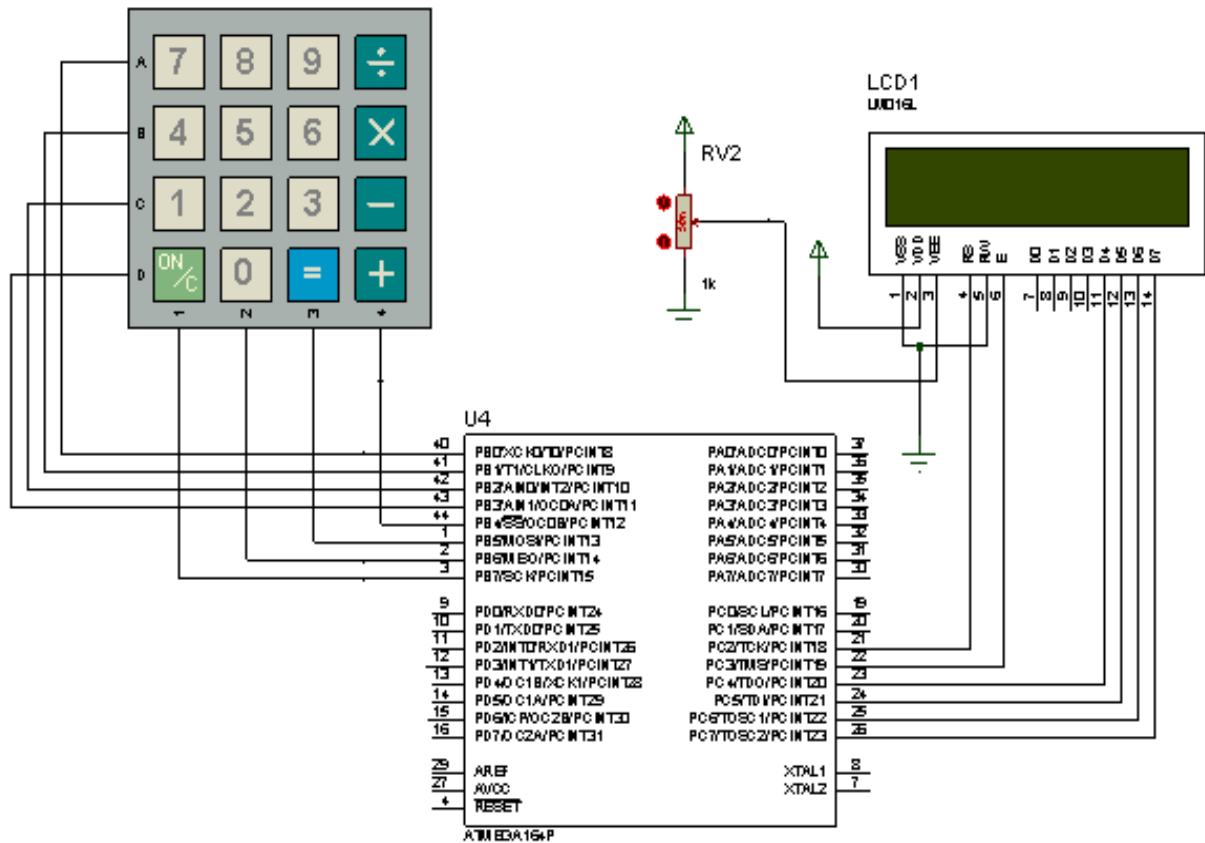 A 7 8 9 ÷
B 4 5 6 ×
C 1 2 3 −
D ON/C 0 = +
1 2 3 4
RV2
1k
LCD1
LM016L
VSS VDD VEE RS RW E D0 D1 D2 D3 D4 D5 D6 D7
1 2 3 4 5 6 7 8 9 10 11 12 13 14
U4
40 PB0/XCK0/T0/PCINT8
41 PB1/T1/CLKO/PCINT9
42 PB2/AIN0/INT2/PCINT10
43 PB3/AIN1/OC0A/PCINT11
44 PB4/SS/OC0B/PCINT12
1 PB5/MOSI/PCINT13
2 PB6/MISO/PCINT14
3 PB7/SCK/PCINT15
9 PD0/RXD0/PCINT24
10 PD1/TXD0/PCINT25
11 PD2/INT0/RXD1/PCINT26
12 PD3/INT1/TXD1/PCINT27
13 PD4/OC1B/XCK1/PCINT28
14 PD5/OC1A/PCINT29
15 PD6/ICP/OC2B/PCINT30
16 PD7/OC2A/PCINT31
29 AREF
27 AVCC
4 RESET
PA0/ADC0/PCINT0 37
PA1/ADC1/PCINT1 36
PA2/ADC2/PCINT2 35
PA3/ADC3/PCINT3 34
PA4/ADC4/PCINT4 33
PA5/ADC5/PCINT5 32
PA6/ADC6/PCINT6 31
PA7/ADC7/PCINT7 30
PC0/SCL/PCINT16 19
PC1/SDA/PCINT17 20
PC2/TCK/PCINT18 21
PC3/TMS/PCINT19 22
PC4/TDO/PCINT20 23
PC5/TDI/PCINT21 24
PC6/TOSC1/PCINT22 25
PC7/TOSC2/PCINT23 26
XTAL1 8
XTAL2 7
ATMEGA164P